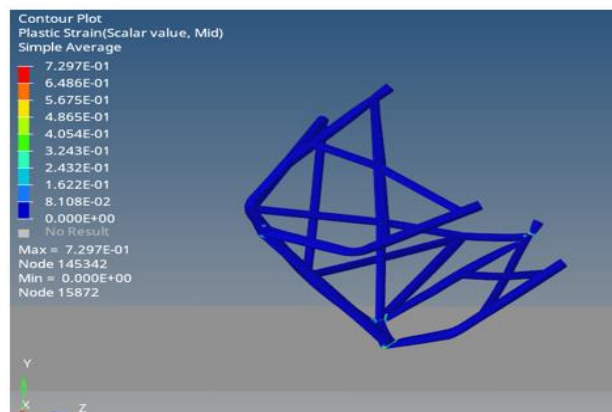 Contour Plot
Plastic Strain(Scalar value, Mid)
Simple Average
7.297E-01
6.486E-01
5.675E-01
4.865E-01
4.054E-01
3.243E-01
2.432E-01
1.622E-01
8.108E-02
0.000E+00
No Result
Max = 7.297E-01
Node 145342
Min = 0.000E+00
Node 15872
Y
X
Z